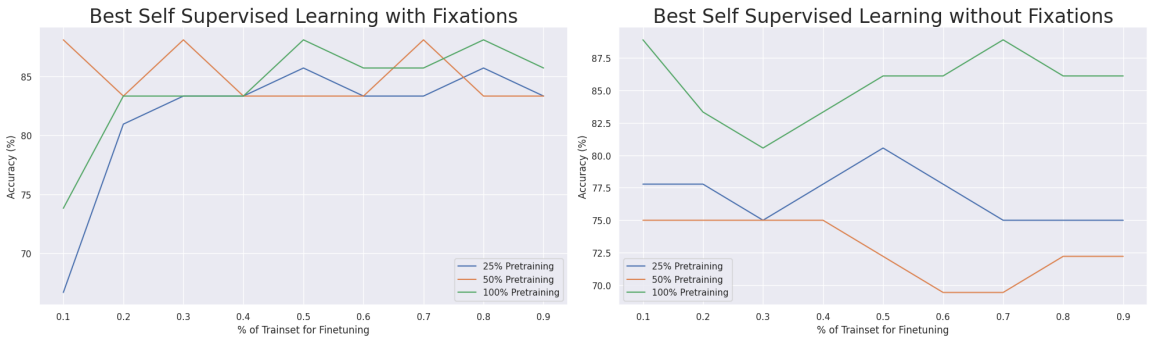 Best Self Supervised Learning with Fixations
Accuracy (%)
85
80
75
70
25% Pretraining
50% Pretraining
100% Pretraining
0.1 0.2 0.3 0.4 0.5 0.6 0.7 0.8 0.9
% of Trainset for Finetuning
Best Self Supervised Learning without Fixations
Accuracy (%)
87.5
85.0
82.5
80.0
77.5
75.0
72.5
70.0
25% Pretraining
50% Pretraining
100% Pretraining
0.1 0.2 0.3 0.4 0.5 0.6 0.7 0.8 0.9
% of Trainset for Finetuning